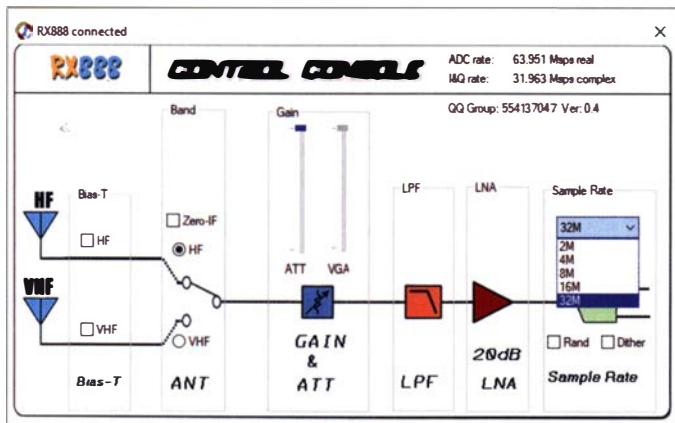 RX888 connected
RX888
CONTROL CONSOLE
ADC rate: 63.951 Msps real
I&Q rate: 31.963 Msps complex
QQ Group: 554137047 Ver: 0.4
Band
Gain
LPF
LNA
Sample Rate
HF
Bias-T
HF
Zero-IF
HF
32M
2M
4M
8M
16M
32M
ATT VGA
VHF
VHF
VHF
Rand Dither
GAIN
&
ATT
20dB
Bias-T
ANT
LPF
LNA
Sample Rate